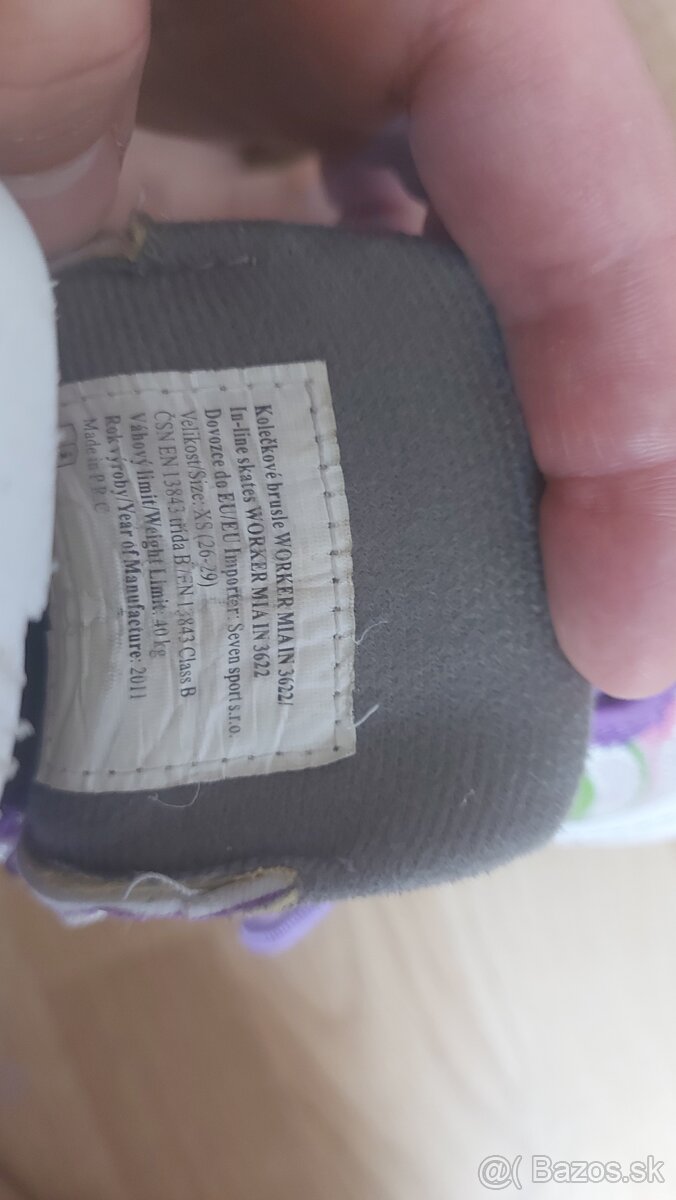 Kolečkové brusle WORKER MIA IN 3622/
In-line skates WORKER MIA IN 3622
Dovozce do EU/EU Importer: Seven sport s.r.o.
Velikost/Size: XS (26-29)
ČSN EN 13843 třída B /EN 13843 Class B
Váhový limit/Weight Limit: 40 kg
Rok výroby/Year of Manufacture: 2011
Made in P.R.C
@( Bazos.sk